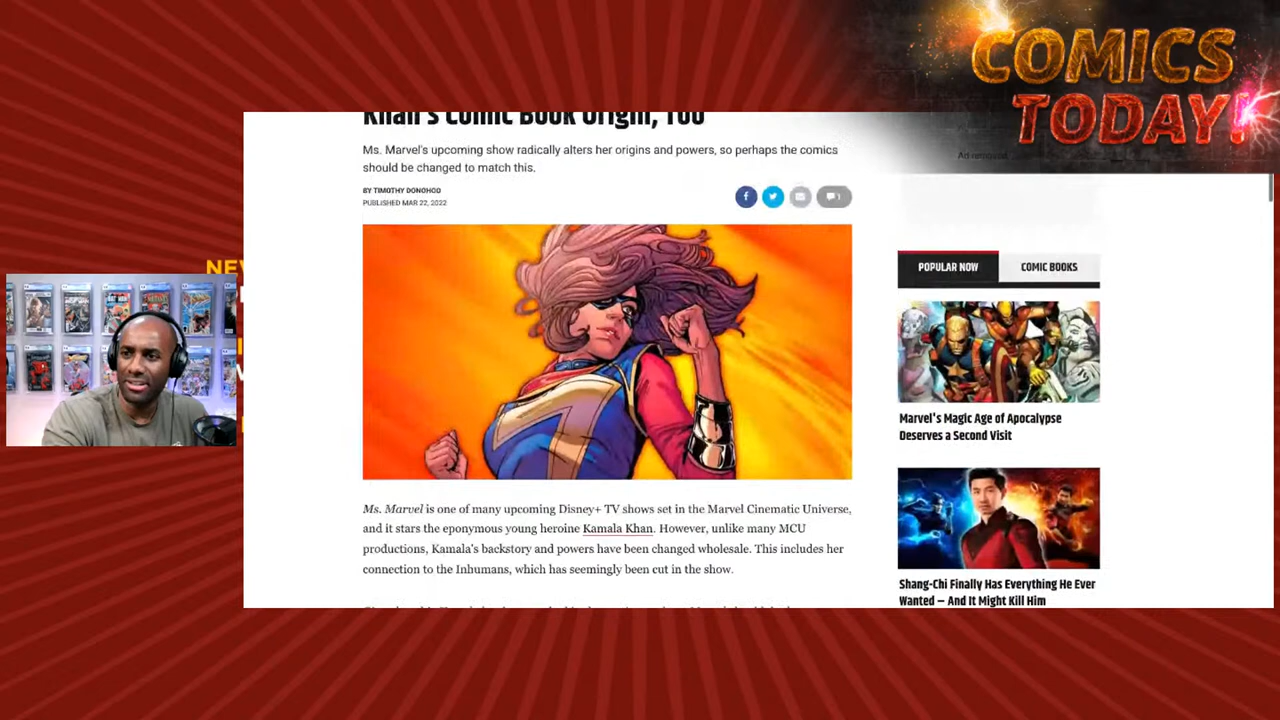 COMICS
TODAY!
Khan's Comic Book Origin, Too
Ms. Marvel's upcoming show radically alters her origins and powers, so perhaps the comics
should be changed to match this.
BY TIMOTHY DONOHOO
PUBLISHED MAR 22, 2022
1
Ms. Marvel is one of many upcoming Disney+ TV shows set in the Marvel Cinematic Universe,
and it stars the eponymous young heroine Kamala Khan. However, unlike many MCU
productions, Kamala's backstory and powers have been changed wholesale. This includes her
connection to the Inhumans, which has seemingly been cut in the show.
POPULAR NOW
COMIC BOOKS
Marvel's Magic Age of Apocalypse
Deserves a Second Visit
Shang-Chi Finally Has Everything He Ever
Wanted – And It Might Kill Him